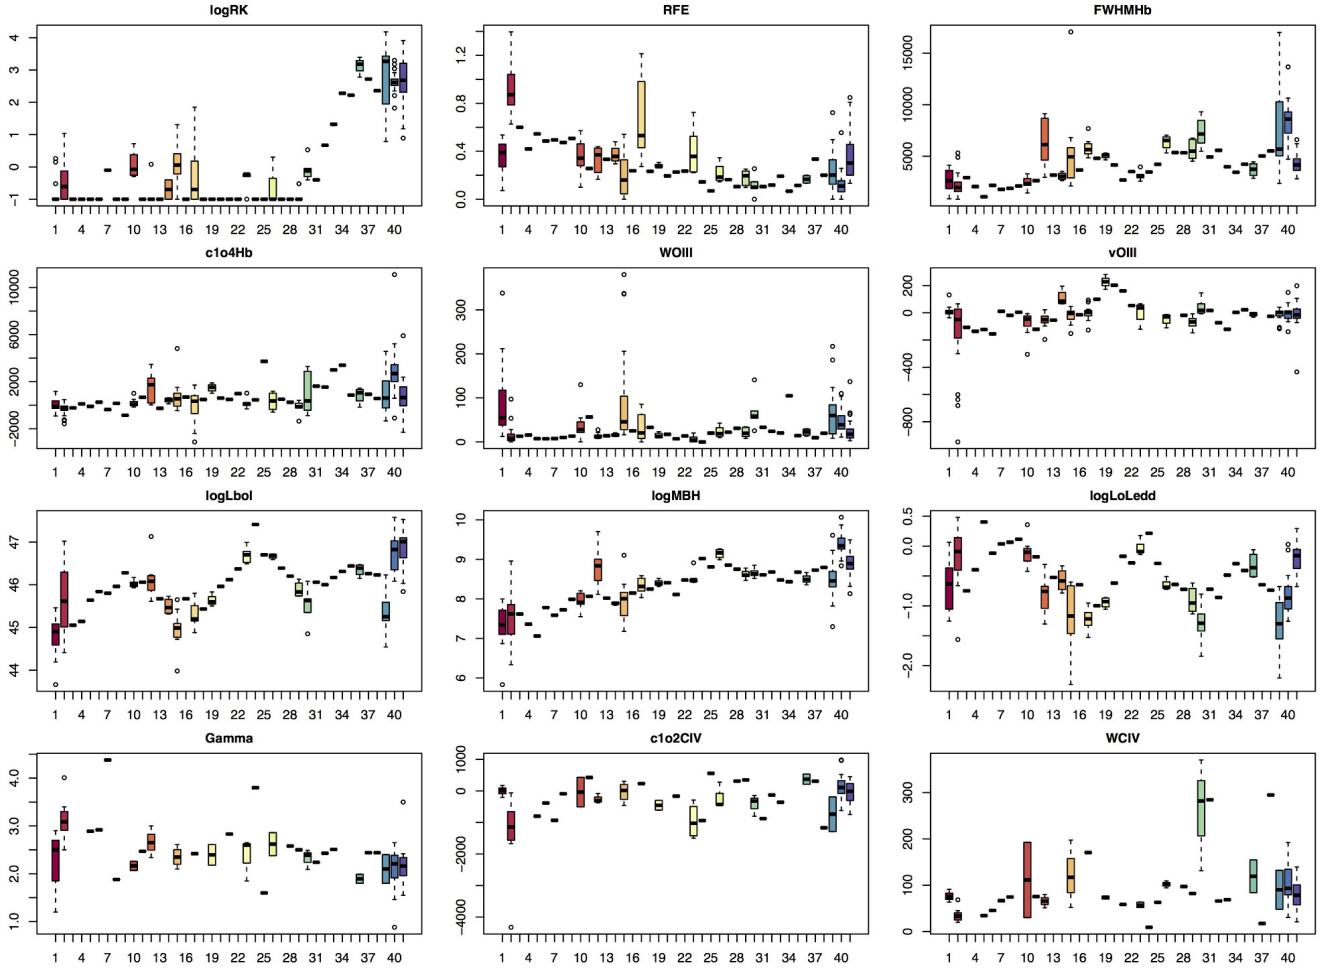 logRK RFE FWHMHb
4 3 2 1 0 −1
1.2 0.8 0.4 0.0
15000 10000 5000
1 4 7 10 13 16 19 22 25 28 31 34 37 40
1 4 7 10 13 16 19 22 25 28 31 34 37 40
1 4 7 10 13 16 19 22 25 28 31 34 37 40
c1o4Hb WOIII vOIII
10000 6000 2000 −2000
300 200 100 0
200 0 −400 −800
1 4 7 10 13 16 19 22 25 28 31 34 37 40
1 4 7 10 13 16 19 22 25 28 31 34 37 40
1 4 7 10 13 16 19 22 25 28 31 34 37 40
logLbol logMBH logLoLedd
47 46 45 44
10 9 8 7 6
0.5 0.0 −1.0 −2.0
1 4 7 10 13 16 19 22 25 28 31 34 37 40
1 4 7 10 13 16 19 22 25 28 31 34 37 40
1 4 7 10 13 16 19 22 25 28 31 34 37 40
Gamma c1o2CIV WCIV
4.0 3.0 2.0 1.0
1000 0 −2000 −4000
300 200 100 0
1 4 7 10 13 16 19 22 25 28 31 34 37 40
1 4 7 10 13 16 19 22 25 28 31 34 37 40
1 4 7 10 13 16 19 22 25 28 31 34 37 40